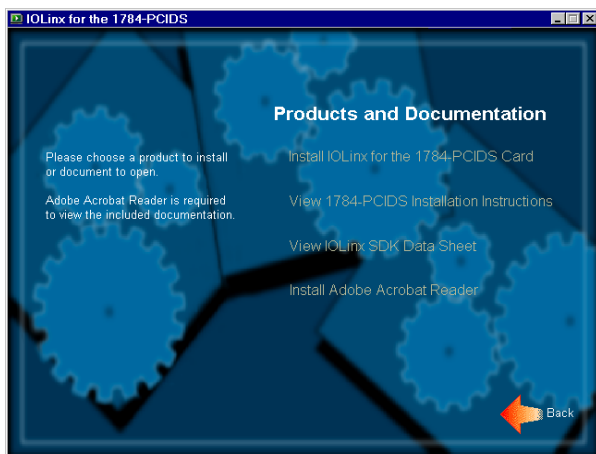 IOLinx for the 1784-PCIDS
Products and Documentation
Please choose a product to install
or document to open.
Adobe Acrobat Reader is required
to view the included documentation.
Install IOLinx for the 1784-PCIDS Card
View 1784-PCIDS Installation Instructions
View IOLinx SDK Data Sheet
Install Adobe Acrobat Reader
Back